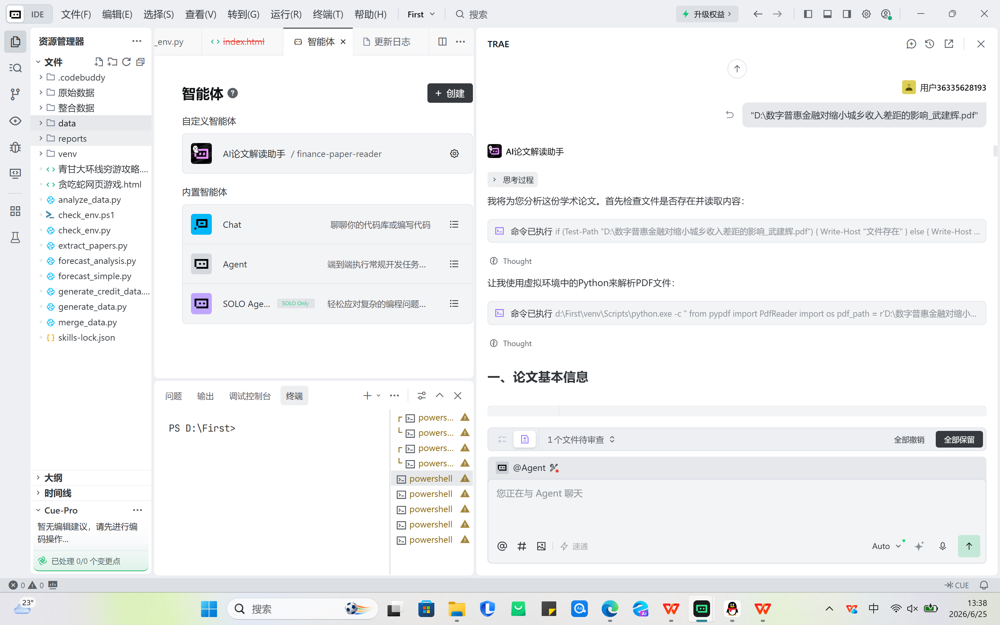 IDE 文件(F) 编辑(E) 选择(S) 查看(V) 转到(G) 运行(R) 终端(T) 帮助(H) First 搜索 升级权益
资源管理器
文件
.codebuddy
原始数据
整合数据
data
reports
venv
青甘大环线穷游攻略....
贪吃蛇网页游戏.html
analyze_data.py
check_env.ps1
check_env.py
extract_papers.py
forecast_analysis.py
forecast_simple.py
generate_credit_data....
generate_data.py
merge_data.py
skills-lock.json
大纲
时间线
Cue-Pro
暂无编辑建议，请先进行编
码操作...
已处理 0/0 个变更点
_env.py index.html 智能体 更新日志
智能体
创建
自定义智能体
AI论文解读助手 / finance-paper-reader
内置智能体
Chat 聊聊你的代码库或编写代码
Agent 端到端执行常规开发任务...
SOLO Age... SOLO Only 轻松应对复杂的编程问题...
问题 输出 调试控制台 终端
PS D:\First>
powers...
powers...
powers...
powers...
powershell
powershell
powershell
powershell
powershell
TRAE
用户36335628193
"D:\数字普惠金融对缩小城乡收入差距的影响_武建辉.pdf"
AI论文解读助手
思考过程
我将为您分析这份学术论文。首先检查文件是否存在并读取内容：
命令已执行 if (Test-Path "D:\数字普惠金融对缩小城乡收入差距的影响_武建辉.pdf") { Write-Host "文件存在" } else { Write-Host ...
Thought
让我使用虚拟环境中的Python来解析PDF文件：
命令已执行 d:\First\venv\Scripts\python.exe -c " from pypdf import PdfReader import os pdf_path = r'D:\数字普惠金融对缩小...
Thought
一、论文基本信息
1 个文件待审查 全部撤销 全部保留
@Agent
您正在与 Agent 聊天
速通 Auto
0 0 CUE
23° 搜索 中 13:38
2026/6/25